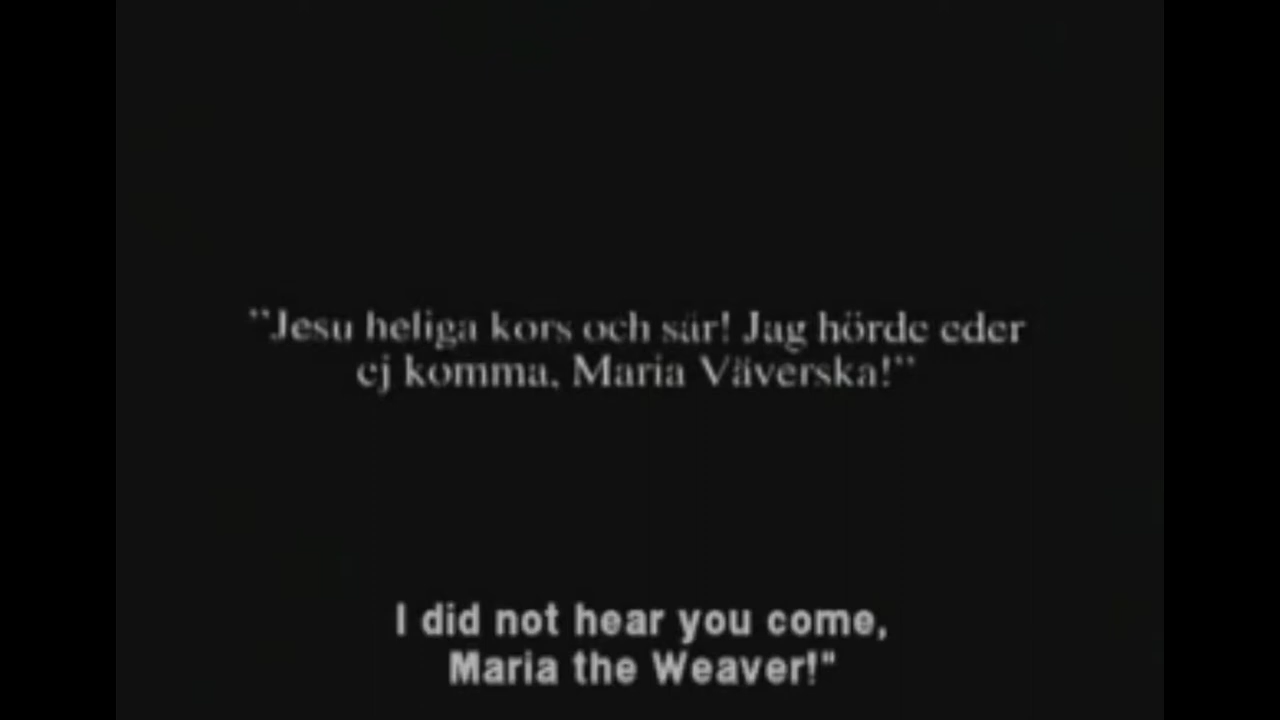 "Jesu heliga kors och sår! Jag hörde eder
ej komma, Maria Väverska!"
I did not hear you come,
Maria the Weaver!"